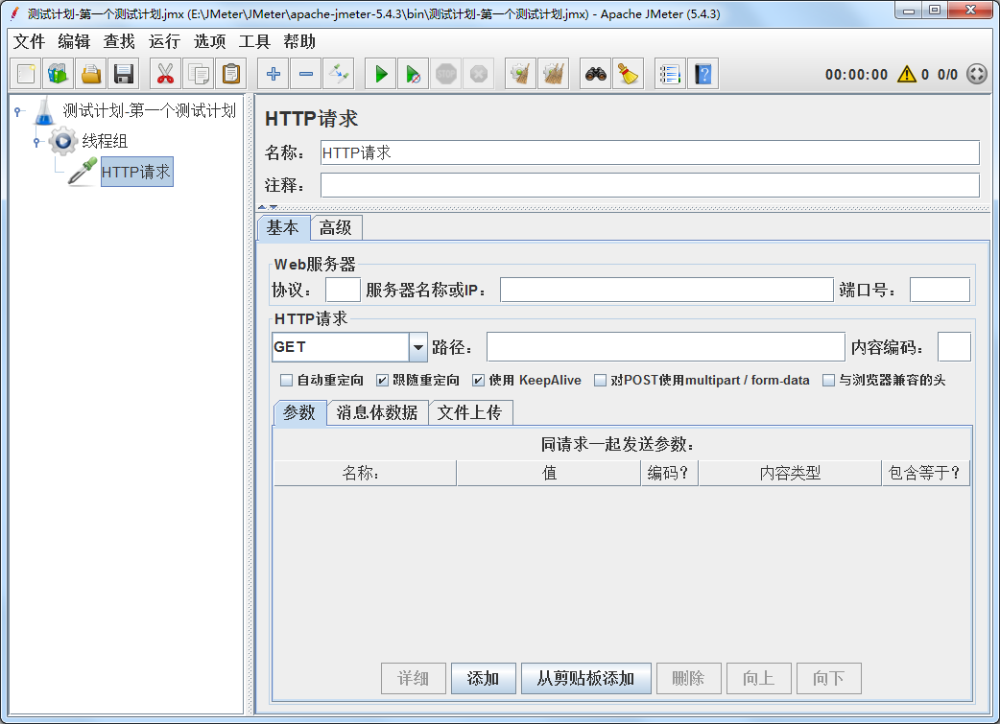 测试计划-第一个测试计划.jmx (E:\JMeter\JMeter\apache-jmeter-5.4.3\bin\测试计划-第一个测试计划.jmx) - Apache JMeter (5.4.3)
文件 编辑 查找 运行 选项 工具 帮助
STOP 00:00:00 0 0/0
测试计划-第一个测试计划
线程组
HTTP请求
HTTP请求
名称： HTTP请求
注释：
基本 高级
Web服务器
协议： 服务器名称或IP： 端口号：
HTTP请求
GET 路径： 内容编码：
自动重定向 跟随重定向 使用 KeepAlive 对POST使用multipart / form-data 与浏览器兼容的头
参数 消息体数据 文件上传
同请求一起发送参数：
名称： 值 编码？ 内容类型 包含等于？
详细 添加 从剪贴板添加 删除 向上 向下